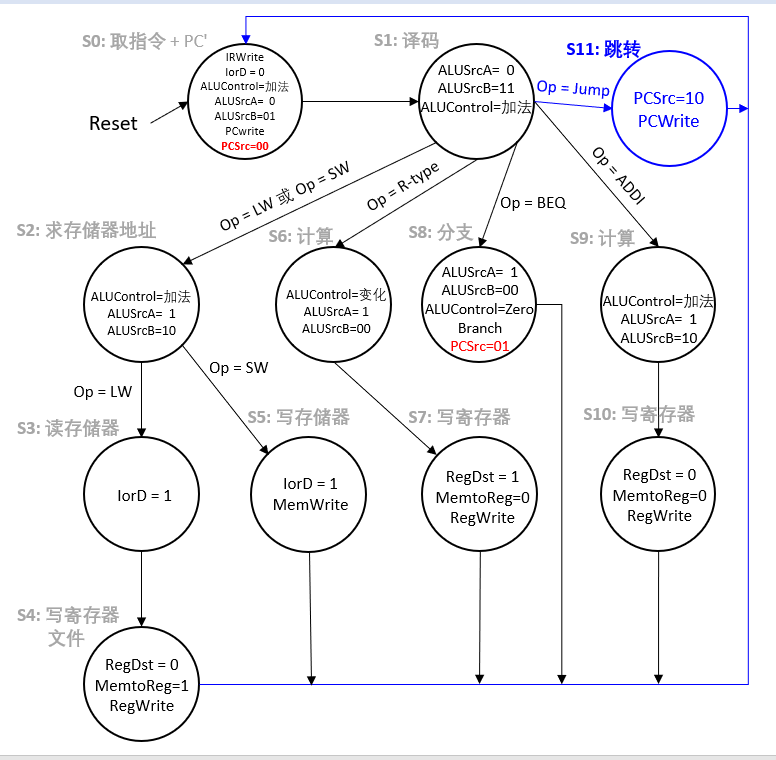 S0: 取指令 + PC'
IRWrite
IorD = 0
ALUControl=加法
ALUSrcA= 0
ALUSrcB=01
PCwrite
PCSrc=00
Reset
S1: 译码
ALUSrcA= 0
ALUSrcB=11
ALUControl=加法
S11: 跳转
Op = Jump
PCSrc=10
PCWrite
Op = LW 或 Op = SW
Op = R-type
Op = BEQ
Op = ADDI
S2: 求存储器地址
ALUControl=加法
ALUSrcA= 1
ALUSrcB=10
S6: 计算
ALUControl=变化
ALUSrcA= 1
ALUSrcB=00
S8: 分支
ALUSrcA= 1
ALUSrcB=00
ALUControl=Zero
Branch
PCSrc=01
S9: 计算
ALUControl=加法
ALUSrcA= 1
ALUSrcB=10
Op = LW
Op = SW
S3: 读存储器
IorD = 1
S5: 写存储器
IorD = 1
MemWrite
S7: 写寄存器
RegDst = 1
MemtoReg=0
RegWrite
S10: 写寄存器
RegDst = 0
MemtoReg=0
RegWrite
S4: 写寄存器
文件
RegDst = 0
MemtoReg=1
RegWrite